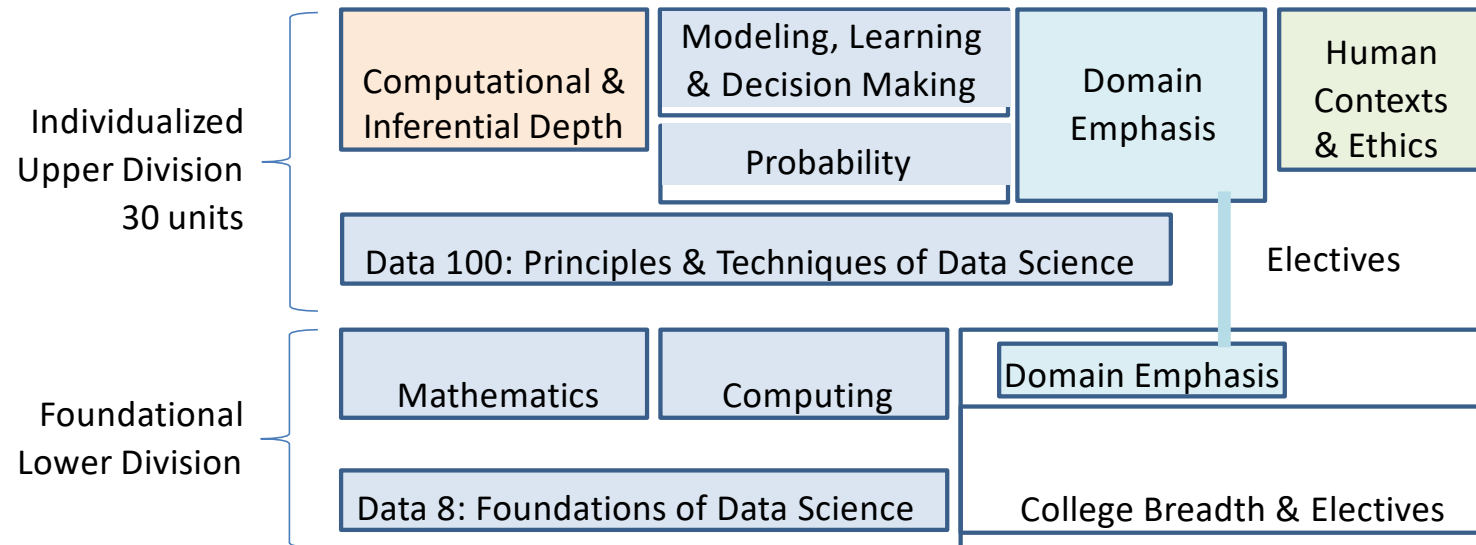 Individualized
Upper Division
30 units
Computational &
Inferential Depth
Modeling, Learning
& Decision Making
Probability
Domain
Emphasis
Human
Contexts
& Ethics
Data 100: Principles & Techniques of Data Science
Electives
Foundational
Lower Division
Mathematics
Computing
Domain Emphasis
Data 8: Foundations of Data Science
College Breadth & Electives